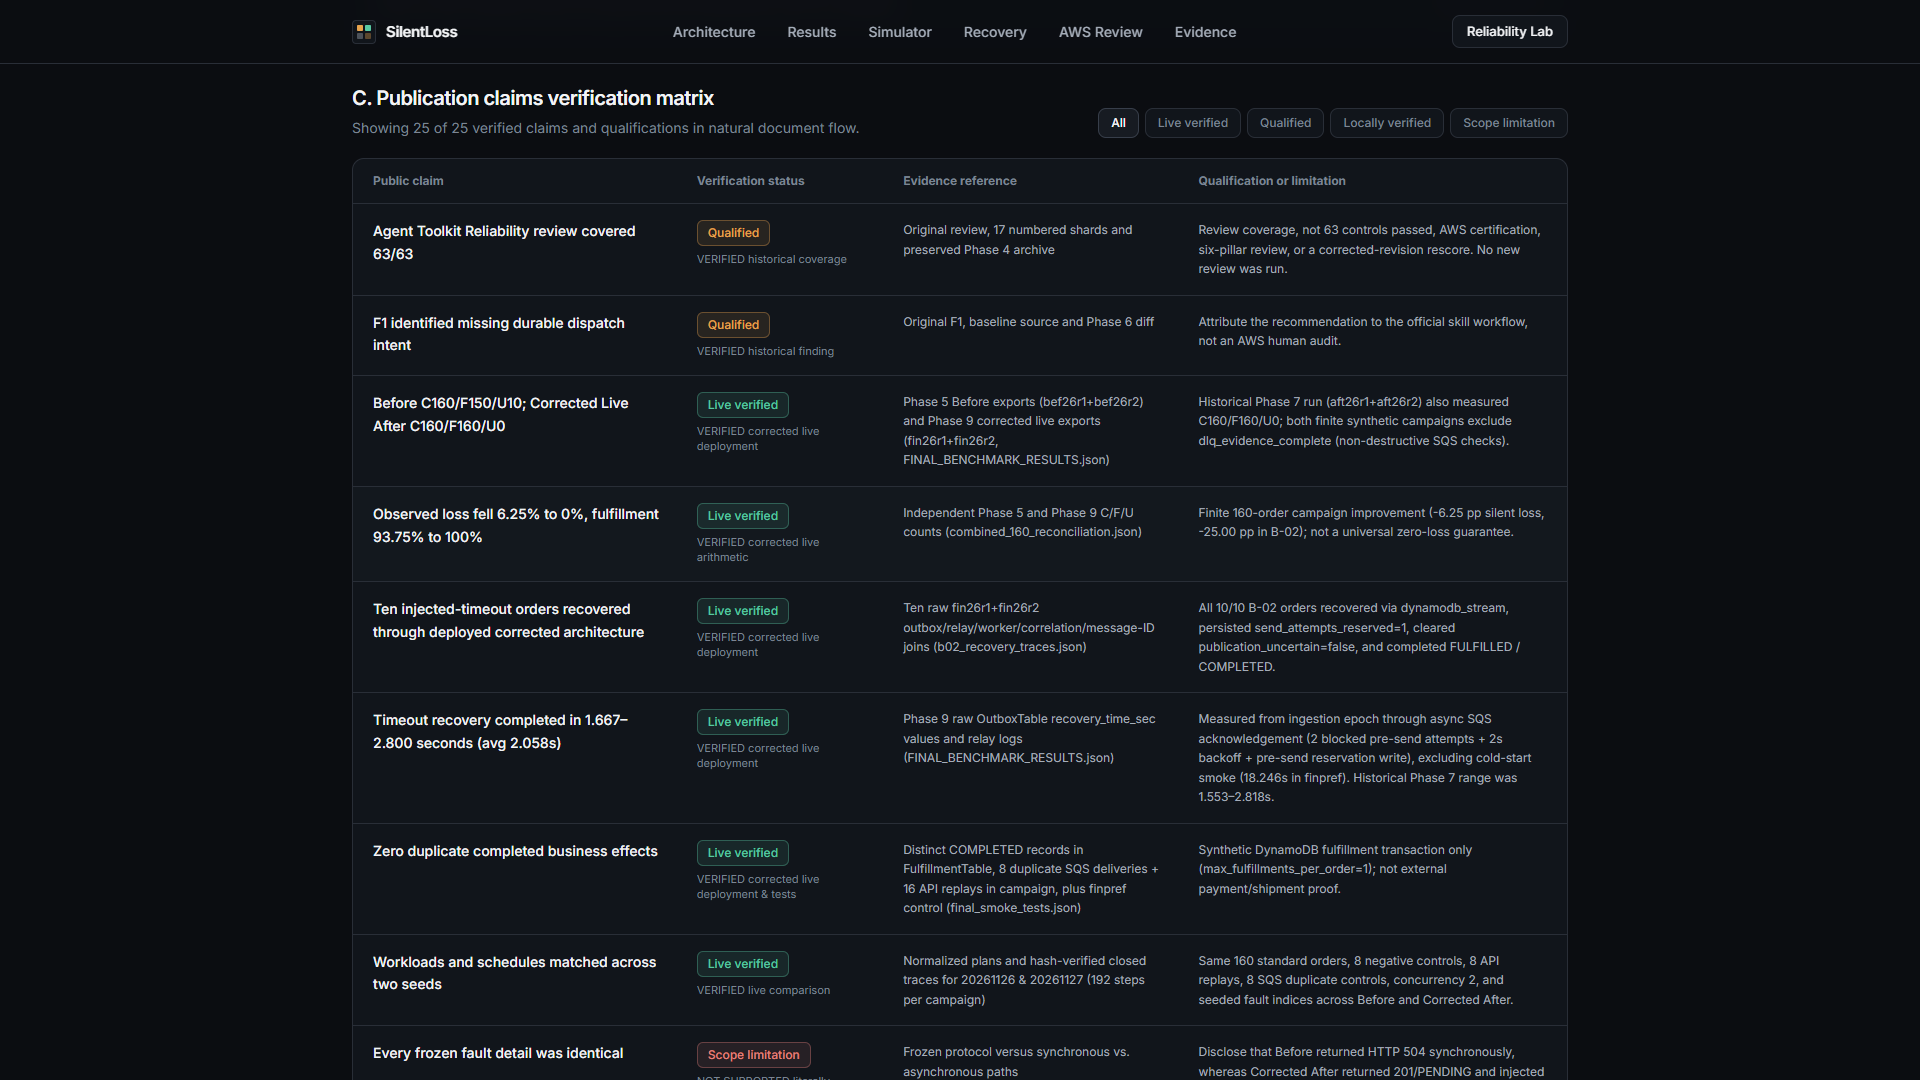 SilentLoss
Architecture
Results
Simulator
Recovery
AWS Review
Evidence
Reliability Lab
C. Publication claims verification matrix
Showing 25 of 25 verified claims and qualifications in natural document flow.
All
Live verified
Qualified
Locally verified
Scope limitation
Public claim
Verification status
Evidence reference
Qualification or limitation
Agent Toolkit Reliability review covered
63/63
Qualified
VERIFIED historical coverage
Original review, 17 numbered shards and
preserved Phase 4 archive
Review coverage, not 63 controls passed, AWS certification,
six-pillar review, or a corrected-revision rescore. No new
review was run.
F1 identified missing durable dispatch
intent
Qualified
VERIFIED historical finding
Original F1, baseline source and Phase 6 diff
Attribute the recommendation to the official skill workflow,
not an AWS human audit.
Before C160/F150/U10; Corrected Live
After C160/F160/U0
Live verified
VERIFIED corrected live
deployment
Phase 5 Before exports (bef26r1+bef26r2)
and Phase 9 corrected live exports
(fin26r1+fin26r2,
FINAL_BENCHMARK_RESULTS.json)
Historical Phase 7 run (aft26r1+aft26r2) also measured
C160/F160/U0; both finite synthetic campaigns exclude
dlq_evidence_complete (non-destructive SQS checks).
Observed loss fell 6.25% to 0%, fulfillment
93.75% to 100%
Live verified
VERIFIED corrected live
arithmetic
Independent Phase 5 and Phase 9 C/F/U
counts (combined_160_reconciliation.json)
Finite 160-order campaign improvement (-6.25 pp silent loss,
-25.00 pp in B-02); not a universal zero-loss guarantee.
Ten injected-timeout orders recovered
through deployed corrected architecture
Live verified
VERIFIED corrected live
deployment
Ten raw fin26r1+fin26r2
outbox/relay/worker/correlation/message-ID
joins (b02_recovery_traces.json)
All 10/10 B-02 orders recovered via dynamodb_stream,
persisted send_attempts_reserved=1, cleared
publication_uncertain=false, and completed FULFILLED /
COMPLETED.
Timeout recovery completed in 1.667–
2.800 seconds (avg 2.058s)
Live verified
VERIFIED corrected live
deployment
Phase 9 raw OutboxTable recovery_time_sec
values and relay logs
(FINAL_BENCHMARK_RESULTS.json)
Measured from ingestion epoch through async SQS
acknowledgement (2 blocked pre-send attempts + 2s
backoff + pre-send reservation write), excluding cold-start
smoke (18.246s in finpref). Historical Phase 7 range was
1.553–2.818s.
Zero duplicate completed business effects
Live verified
VERIFIED corrected live
deployment & tests
Distinct COMPLETED records in
FulfillmentTable, 8 duplicate SQS deliveries +
16 API replays in campaign, plus finpref
control (final_smoke_tests.json)
Synthetic DynamoDB fulfillment transaction only
(max_fulfillments_per_order=1); not external
payment/shipment proof.
Workloads and schedules matched across
two seeds
Live verified
VERIFIED live comparison
Normalized plans and hash-verified closed
traces for 20261126 & 20261127 (192 steps
per campaign)
Same 160 standard orders, 8 negative controls, 8 API
replays, 8 SQS duplicate controls, concurrency 2, and
seeded fault indices across Before and Corrected After.
Every frozen fault detail was identical
Scope limitation
Frozen protocol versus synchronous vs.
asynchronous paths
Disclose that Before returned HTTP 504 synchronously,
whereas Corrected After returned 201/PENDING and injected